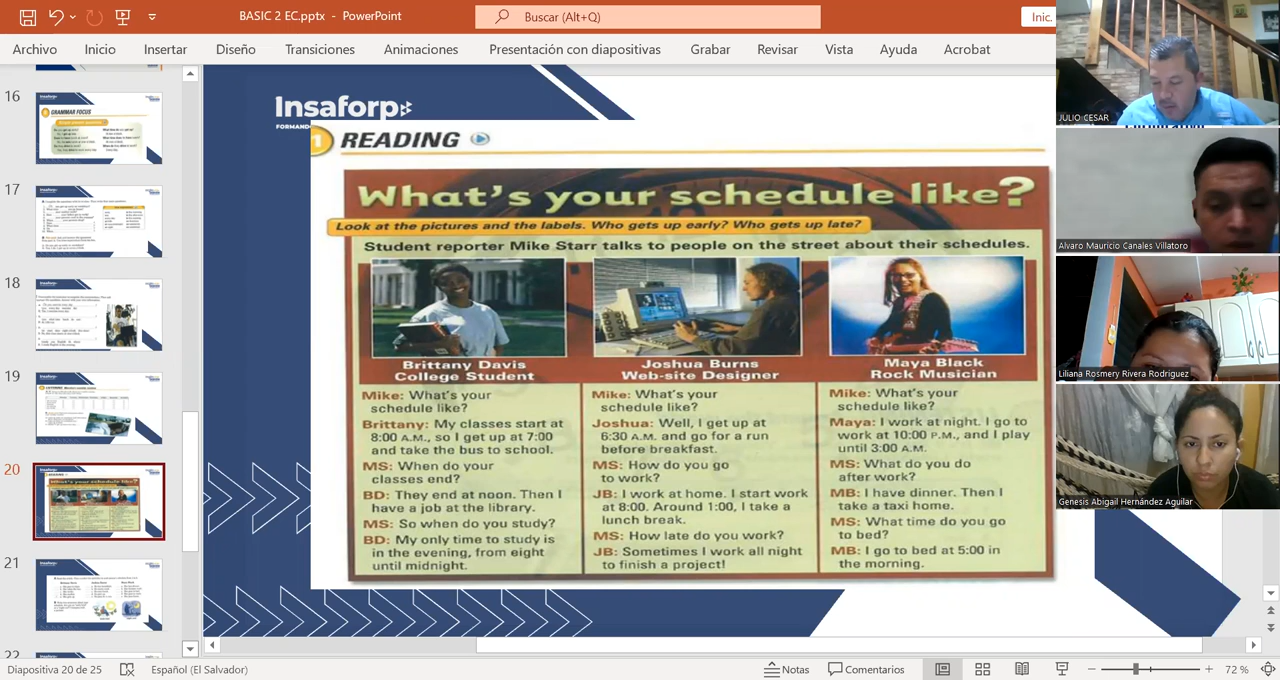 BASIC 2 EC.pptx - PowerPoint
Buscar (Alt+Q)
Inic.
Archivo Inicio Insertar Diseño Transiciones Animaciones Presentación con diapositivas Grabar Revisar Vista Ayuda Acrobat
16
GRAMMAR FOCUS
17
18
19
20
21
22
Insaforp
READING
What's your schedule like?
Look at the pictures and the labels. Who gets up early? Who gets up late?
Student reporter Mike Starr talks to people on the street about their schedules.
Brittany Davis
College Student
Mike: What's your
schedule like?
Brittany: My classes start at
8:00 A.M., so I get up at 7:00
and take the bus to school.
MS: When do your
classes end?
BD: They end at noon. Then I
have a job at the library.
MS: So when do you study?
BD: My only time to study is
in the evening, from eight
until midnight.
Joshua Burns
Web-site Designer
Mike: What's your
schedule like?
Joshua: Well, I get up at
6:30 A.M. and go for a run
before breakfast.
MS: How do you go
to work?
JB: I work at home. I start work
at 8:00. Around 1:00, I take a
lunch break.
MS: How late do you work?
JB: Sometimes I work all night
to finish a project!
Maya Black
Rock Musician
Mike: What's your
schedule like?
Maya: I work at night. I go to
work at 10:00 P.M., and I play
until 3:00 A.M.
MS: What do you do
after work?
MB: I have dinner. Then I
take a taxi home.
MS: What time do you go
to bed?
MB: I go to bed at 5:00 in
the morning.
JULIO CESAR
Alvaro Mauricio Canales Villatoro
Liliana Rosmery Rivera Rodriguez
Genesis Abigail Hernández Aguilar
Diapositiva 20 de 25 Español (El Salvador) Notas Comentarios 72 %